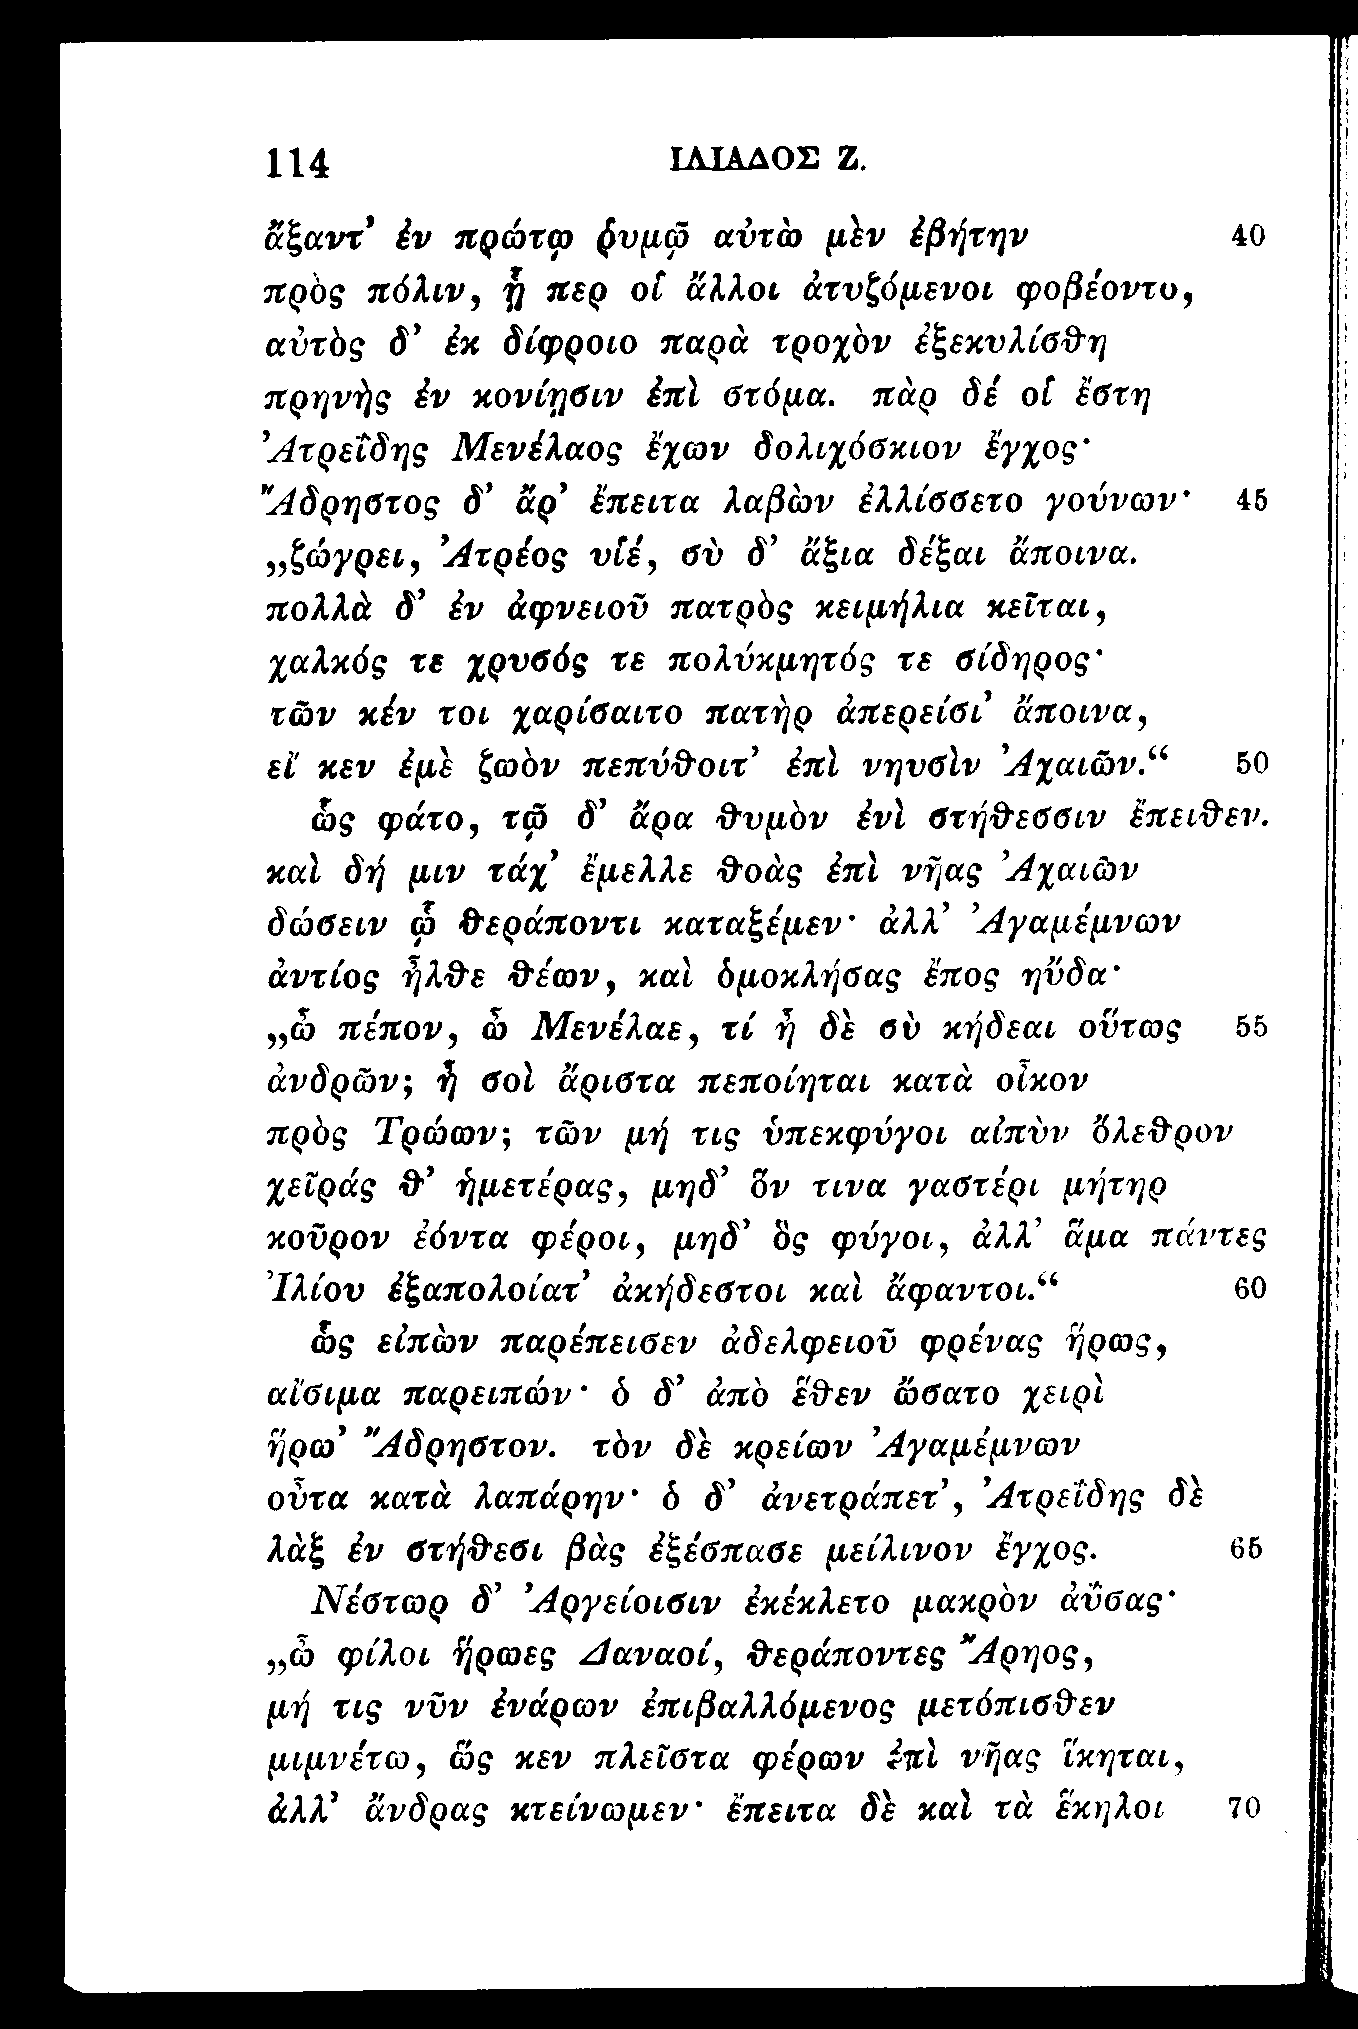 114 ΙΛΙΑΔΟΣ Ζ.
ἄξαντ’ ἐν πρώτῳ ῥυμῷ αὐτὼ μὲν ἐβήτην 40
πρὸς πόλιν, ᾗ περ οἱ ἄλλοι ἀτυζόμενοι φοβέοντο,
αὐτὸς δ’ ἐκ δίφροιο παρὰ τροχὸν ἐξεκυλίσθη
πρηνὴς ἐν κονίῃσιν ἐπὶ στόμα. πὰρ δέ οἱ ἔστη
Ἀτρεΐδης Μενέλαος ἔχων δολιχόσκιον ἔγχος·
Ἄδρηστος δ’ ἄρ’ ἔπειτα λαβὼν ἐλλίσσετο γούνων· 45
„ζώγρει, Ἀτρέος υἱέ, σὺ δ’ ἄξια δέξαι ἄποινα.
πολλὰ δ’ ἐν ἀφνειοῦ πατρὸς κειμήλια κεῖται,
χαλκός τε χρυσός τε πολύκμητός τε σίδηρος·
τῶν κέν τοι χαρίσαιτο πατὴρ ἀπερείσι’ ἄποινα,
εἴ κεν ἐμὲ ζωὸν πεπύθοιτ’ ἐπὶ νηυσὶν Ἀχαιῶν.“ 50
ὣς φάτο, τῷ δ’ ἄρα θυμὸν ἐνὶ στήθεσσιν ἔπειθεν.
καὶ δή μιν τάχ’ ἔμελλε θοὰς ἐπὶ νῆας Ἀχαιῶν
δώσειν ᾧ θεράποντι καταξέμεν· ἀλλ’ Ἀγαμέμνων
ἀντίος ἦλθε θέων, καὶ ὁμοκλήσας ἔπος ηὔδα·
„ὦ πέπον, ὦ Μενέλαε, τί ἦ δὲ σὺ κήδεαι οὕτως 55
ἀνδρῶν; ἦ σοὶ ἄριστα πεποίηται κατὰ οἶκον
πρὸς Τρώων; τῶν μή τις ὑπεκφύγοι αἰπὺν ὄλεθρον
χεῖράς θ’ ἡμετέρας, μηδ’ ὅν τινα γαστέρι μήτηρ
κοῦρον ἐόντα φέροι, μηδ’ ὃς φύγοι, ἀλλ’ ἅμα πάντες
Ἰλίου ἐξαπολοίατ’ ἀκήδεστοι καὶ ἄφαντοι.“ 60
ὣς εἰπὼν παρέπεισεν ἀδελφειοῦ φρένας ἥρως,
αἴσιμα παρειπών· ὁ δ’ ἀπὸ ἕθεν ὤσατο χειρὶ
ἥρω’ Ἄδρηστον. τὸν δὲ κρείων Ἀγαμέμνων
οὖτα κατὰ λαπάρην· ὁ δ’ ἀνετράπετ’, Ἀτρεΐδης δὲ
λὰξ ἐν στήθεσι βὰς ἐξέσπασε μείλινον ἔγχος. 65
Νέστωρ δ’ Ἀργείοισιν ἐκέκλετο μακρὸν ἀΰσας·
„ὦ φίλοι ἥρωες Δαναοί, θεράποντες Ἄρηος,
μή τις νῦν ἐνάρων ἐπιβαλλόμενος μετόπισθεν
μιμνέτω, ὥς κεν πλεῖστα φέρων ἐπὶ νῆας ἵκηται,
ἀλλ’ ἄνδρας κτείνωμεν· ἔπειτα δὲ καὶ τὰ ἕκηλοι 70